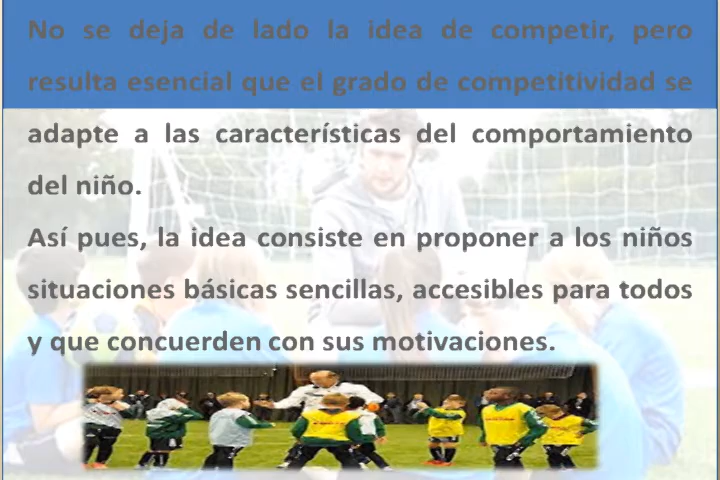 No se deja de lado la idea de competir, pero
resulta esencial que el grado de competitividad se
adapte a las características del comportamiento
del niño.
Así pues, la idea consiste en proponer a los niños
situaciones básicas sencillas, accesibles para todos
y que concuerden con sus motivaciones.